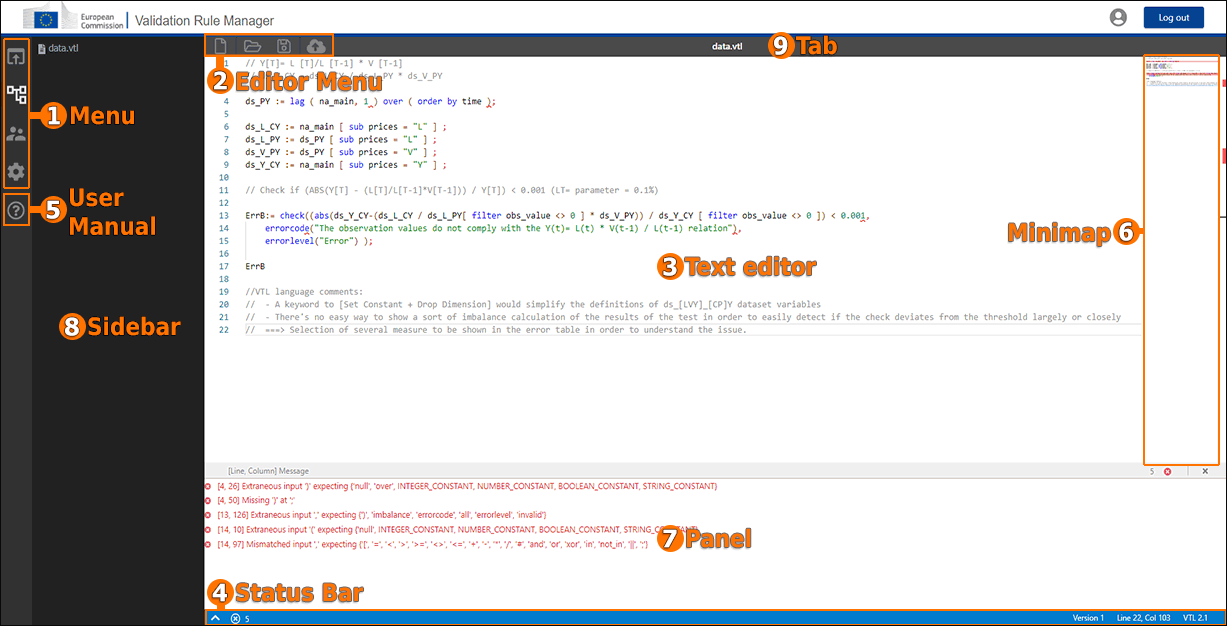 European
Commission
Validation Rule Manager
Log out
data.vtl
data.vtl
9 Tab
2 Editor Menu
1 Menu
5 User
Manual
8 Sidebar
1 // Y[T]= L [T]/L [T-1] * V [T-1]
* ds_V_PY
4 ds_PY := lag ( na_main, 1 ) over ( order by time );
5
6 ds_L_CY := na_main [ sub prices = "L" ] ;
7 ds_L_PY := ds_PY [ sub prices = "L" ] ;
8 ds_V_PY := ds_PY [ sub prices = "V" ] ;
9 ds_Y_CY := na_main [ sub prices = "Y" ] ;
10
11 // Check if (ABS(Y[T] - (L[T]/L[T-1]*V[T-1])) / Y[T]) < 0.001 (LT= parameter = 0.1%)
12
13 ErrB:= check((abs(ds_Y_CY-(ds_L_CY / ds_L_PY[ filter obs_value <> 0 ] * ds_V_PY)) / ds_Y_CY [ filter obs_value <> 0 ]) < 0.001,
14 errorcode("The observation values do not comply with the Y(t)= L(t) * V(t-1) / L(t-1) relation"),
15 errorlevel("Error") );
16
17 ErrB
18
19 //VTL language comments:
20 // - A keyword to [Set Constant + Drop Dimension] would simplify the definitions of ds_[LVY]_[CP]Y dataset variables
21 // - There's no easy way to show a sort of imbalance calculation of the results of the test in order to easily detect if the check deviates from the threshold largely or closely
22 // ===> Selection of several measure to be shown in the error table in order to understand the issue.
3 Text editor
Minimap 6
[Line, Column] Message
5
[4, 26] Extraneous input ')' expecting {'null', 'over', INTEGER_CONSTANT, NUMBER_CONSTANT, BOOLEAN_CONSTANT, STRING_CONSTANT}
[4, 50] Missing ')' at ';'
[13, 126] Extraneous input ',' expecting {')', 'imbalance', 'errorcode', 'all', 'errorlevel', 'invalid'}
[14, 10] Extraneous input '(' expecting {'null', INTEGER_CONSTANT, NUMBER_CONSTANT, BOOLEAN_CONSTANT, STRING_CONSTANT}
[14, 97] Mismatched input ',' expecting {'[', '=', '<', '>', '>=', '<>', '<=', '+', '-', '*', '/', '#', 'and', 'or', 'xor', 'in', 'not_in', '||', ';'}
7 Panel
4 Status Bar
5
Version 1 Line 22, Col 103 VTL 2.1